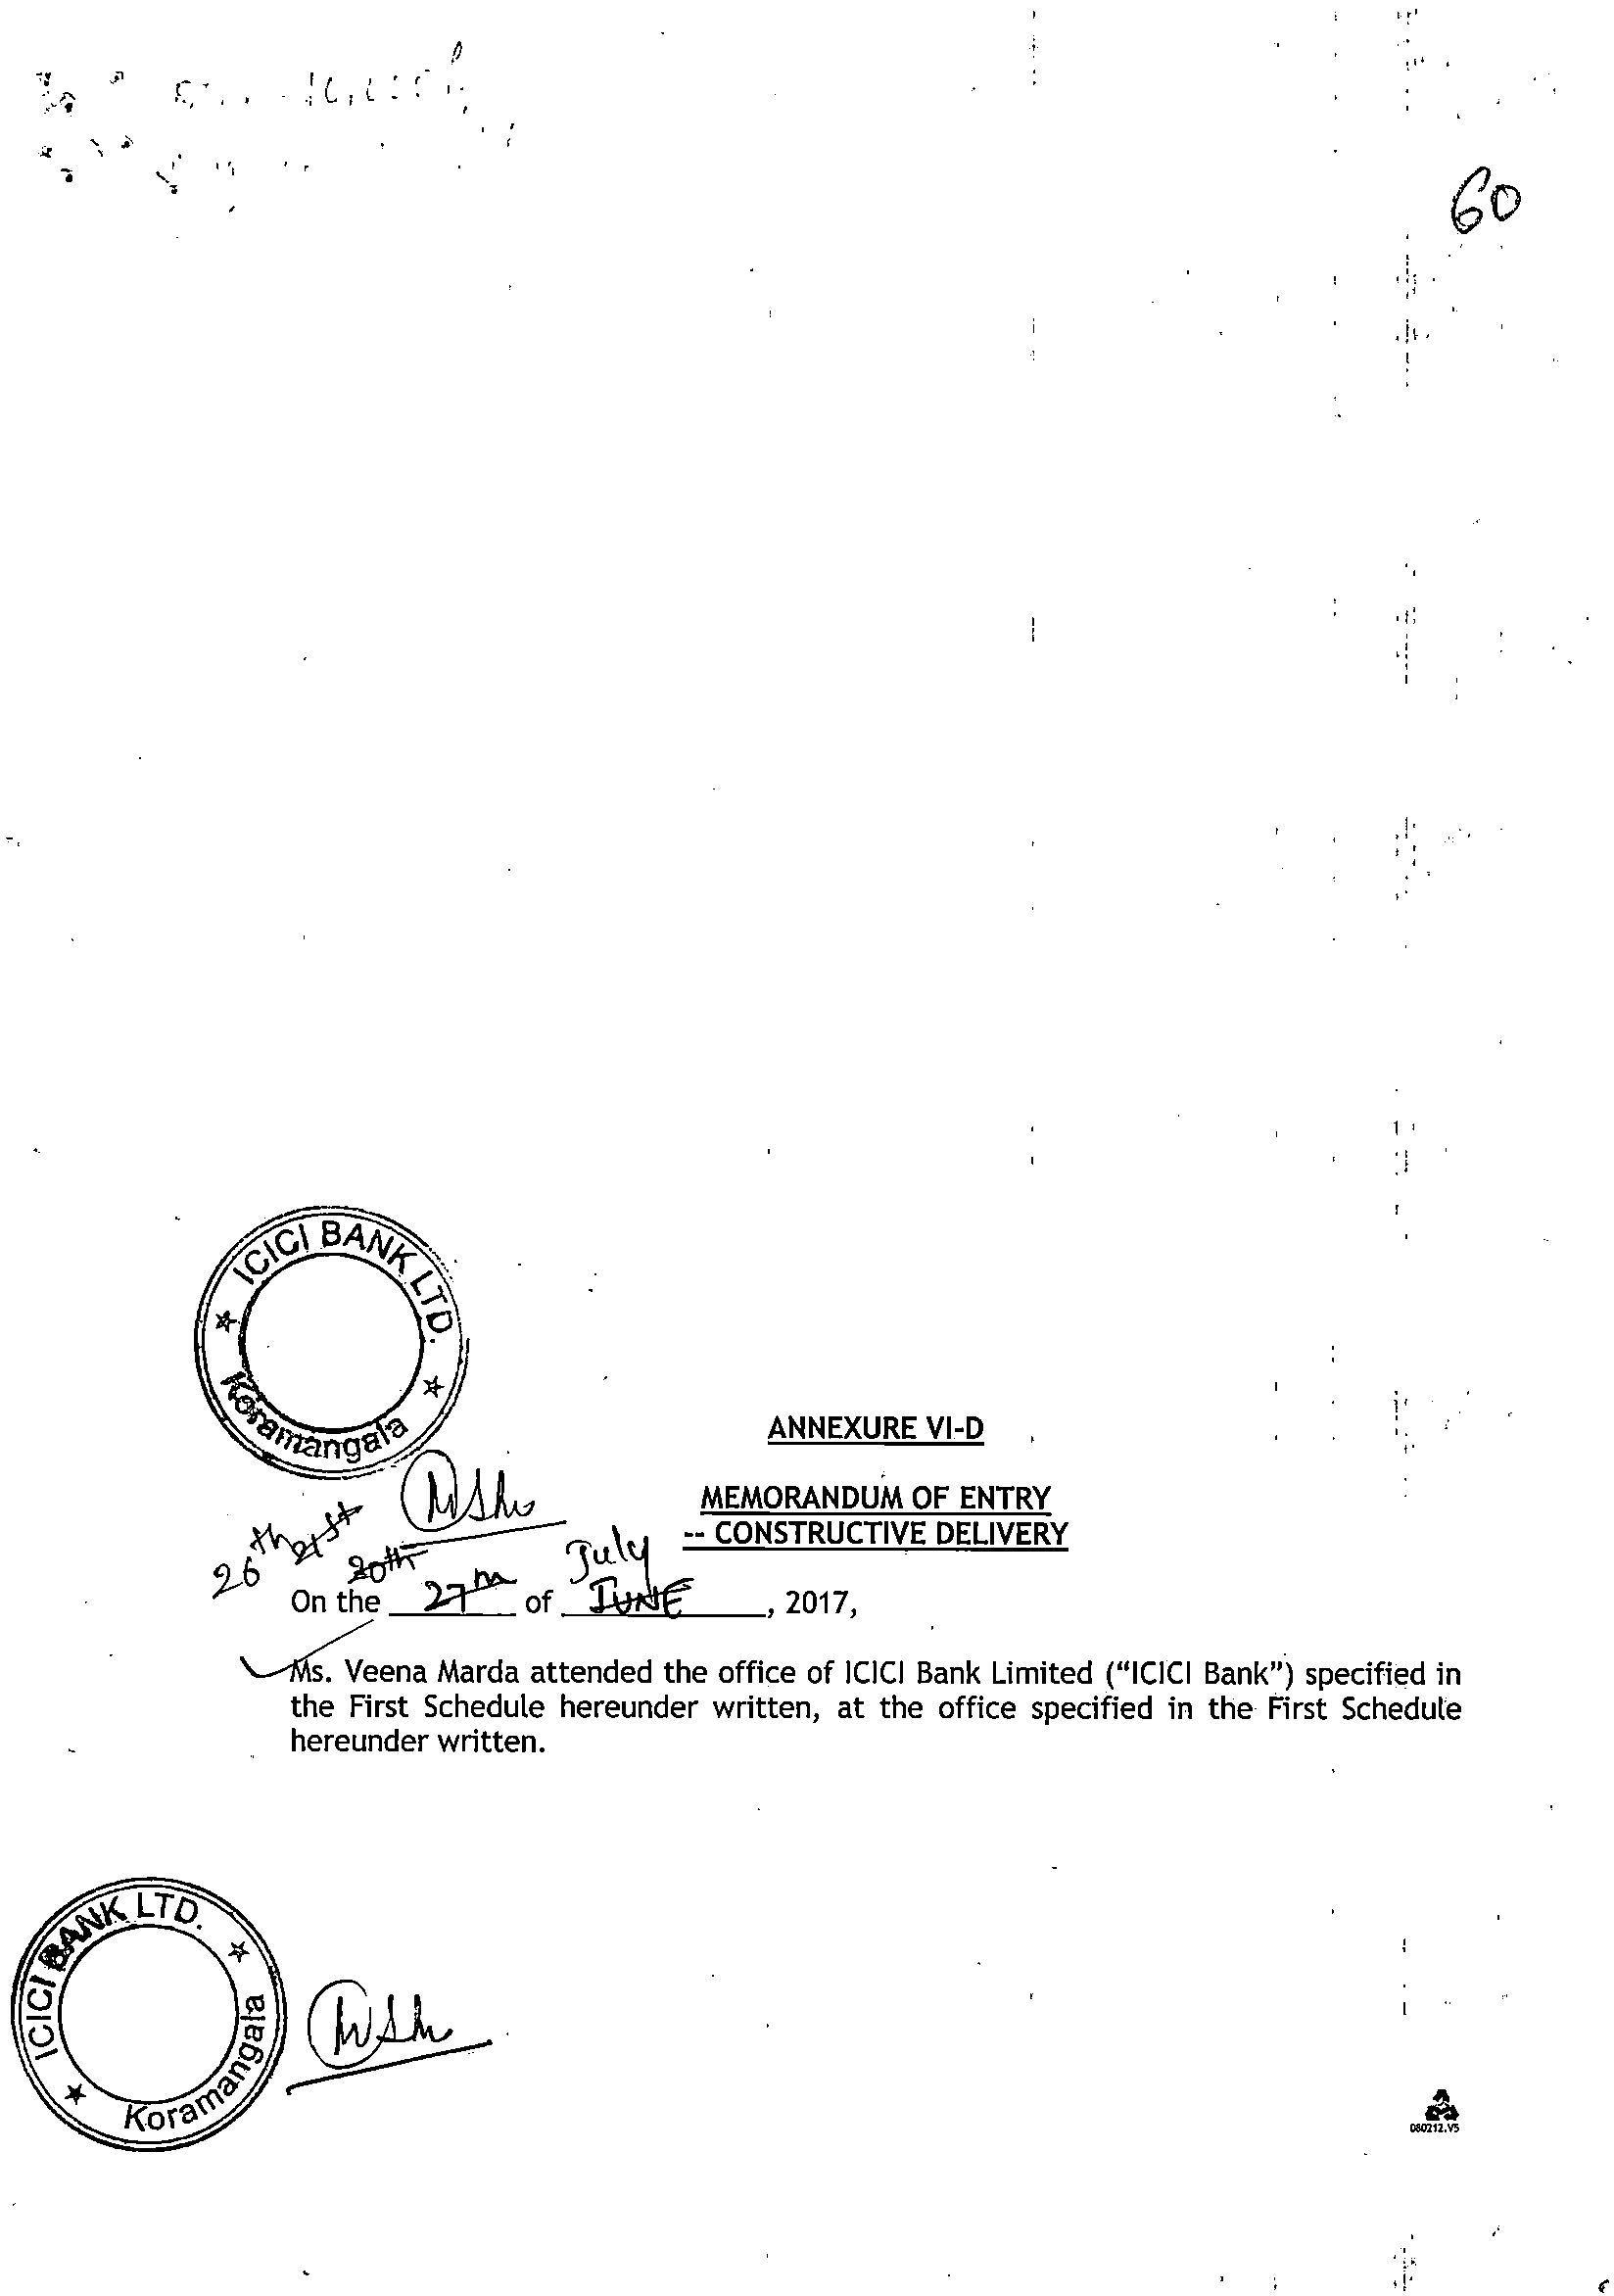 60
ICICI BANK LTD.
Koramangala
ANNEXURE VI-D
MEMORANDUM OF ENTRY
-- CONSTRUCTIVE DELIVERY
26th 21st
20th July
On the 27th of JUNE, 2017,
Ms. Veena Marda attended the office of ICICI Bank Limited (“ICICI Bank”) specified in
the First Schedule hereunder written, at the office specified in the First Schedule
hereunder written.
ICICI BANK LTD.
Koramangala
080212.V5